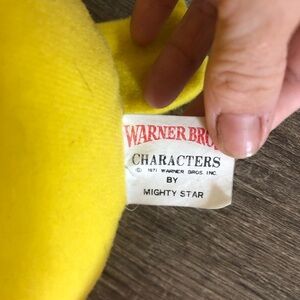 WARNER BROS
CHARACTERS
© 1971 WARNER BROS. INC.
BY
MIGHTY STAR